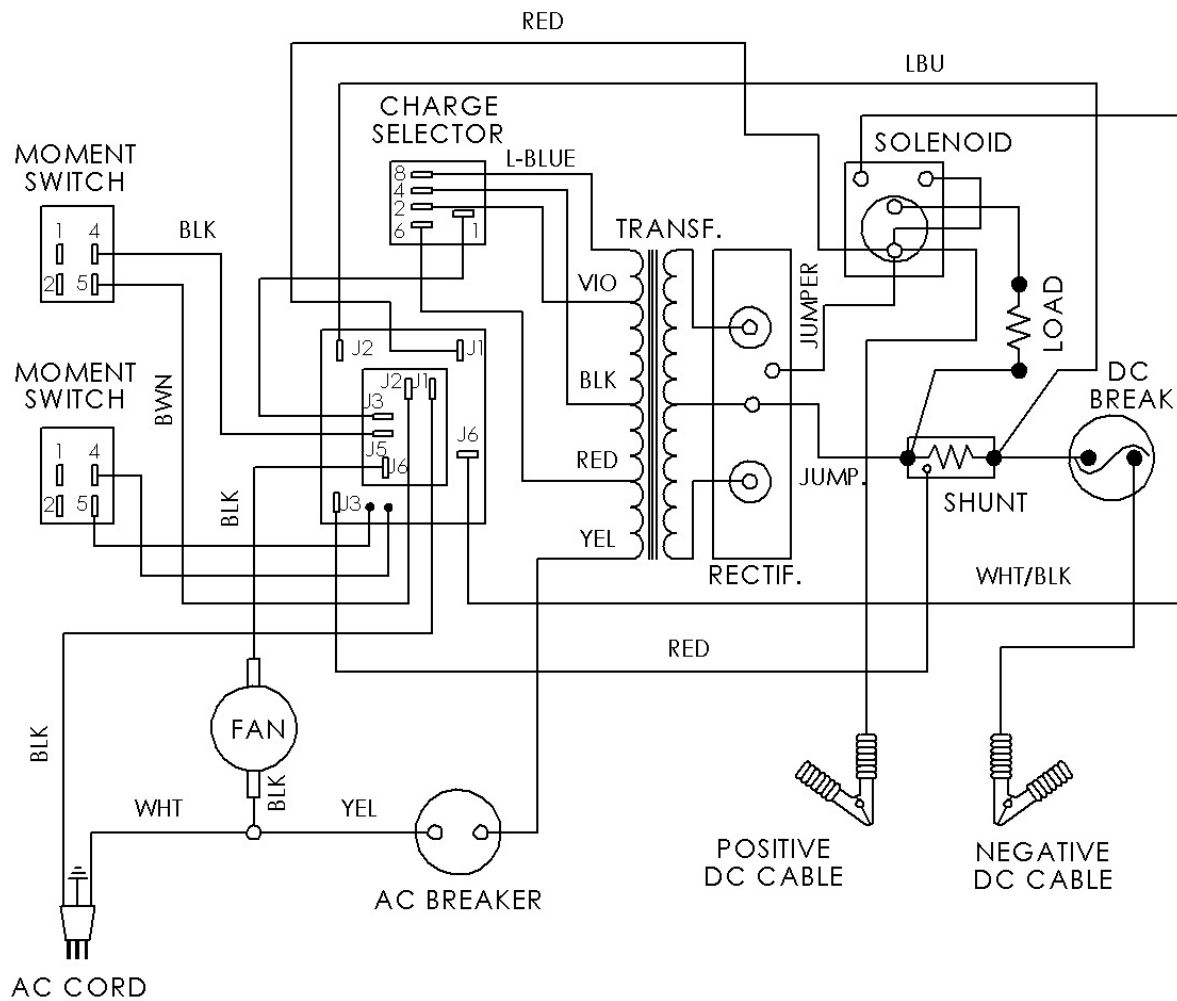 RED
LBU
CHARGE
SELECTOR
SOLENOID
MOMENT
SWITCH
L-BLUE
8
4
2
6
1
1
4
2
5
BLK
TRANSF.
VIO
JUMPER
LOAD
J2
J1
MOMENT
SWITCH
BWN
BLK
DC
BREAK
J2
J1
J3
J5
J6
J6
J3
1
4
2
5
RED
JUMP.
SHUNT
BLK
YEL
RECTIF.
WHT/BLK
RED
FAN
BLK
BLK
WHT
YEL
AC BREAKER
POSITIVE
DC CABLE
NEGATIVE
DC CABLE
AC CORD